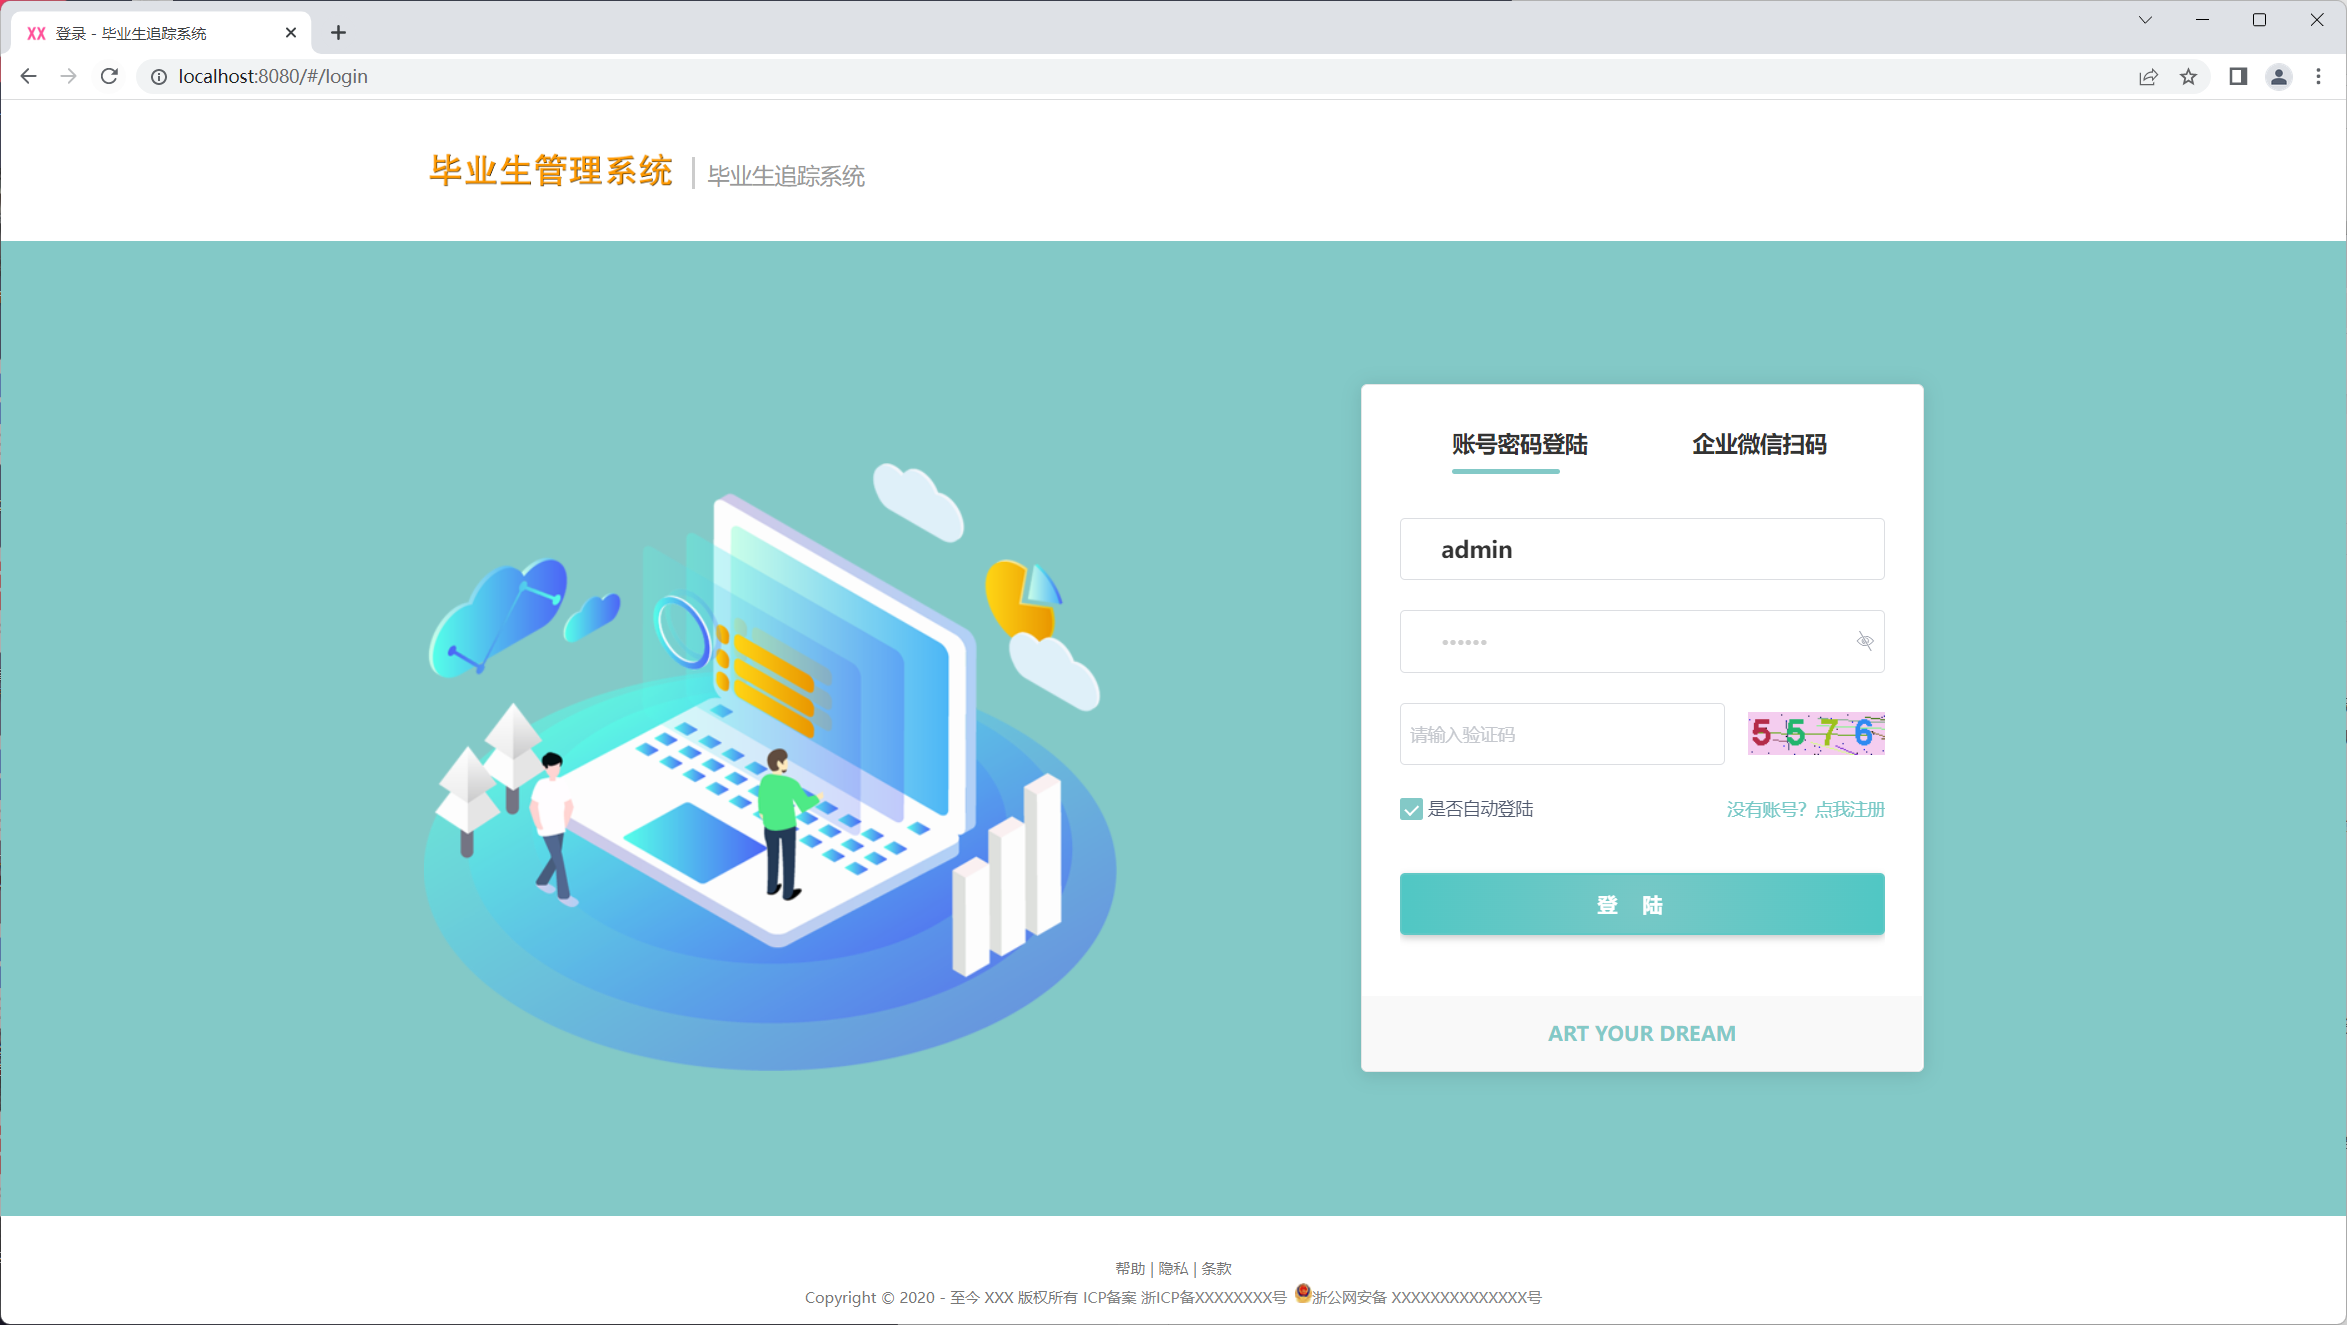 XX 登录 - 毕业生追踪系统
localhost:8080/#/login
毕业生管理系统 | 毕业生追踪系统
账号密码登陆 企业微信扫码
admin
••••••
请输入验证码 5576
是否自动登陆 没有账号？点我注册
登 陆
ART YOUR DREAM
帮助 | 隐私 | 条款
Copyright © 2020 - 至今 XXX 版权所有 ICP备案 浙ICP备XXXXXXXX号 浙公网安备 XXXXXXXXXXXXXX号